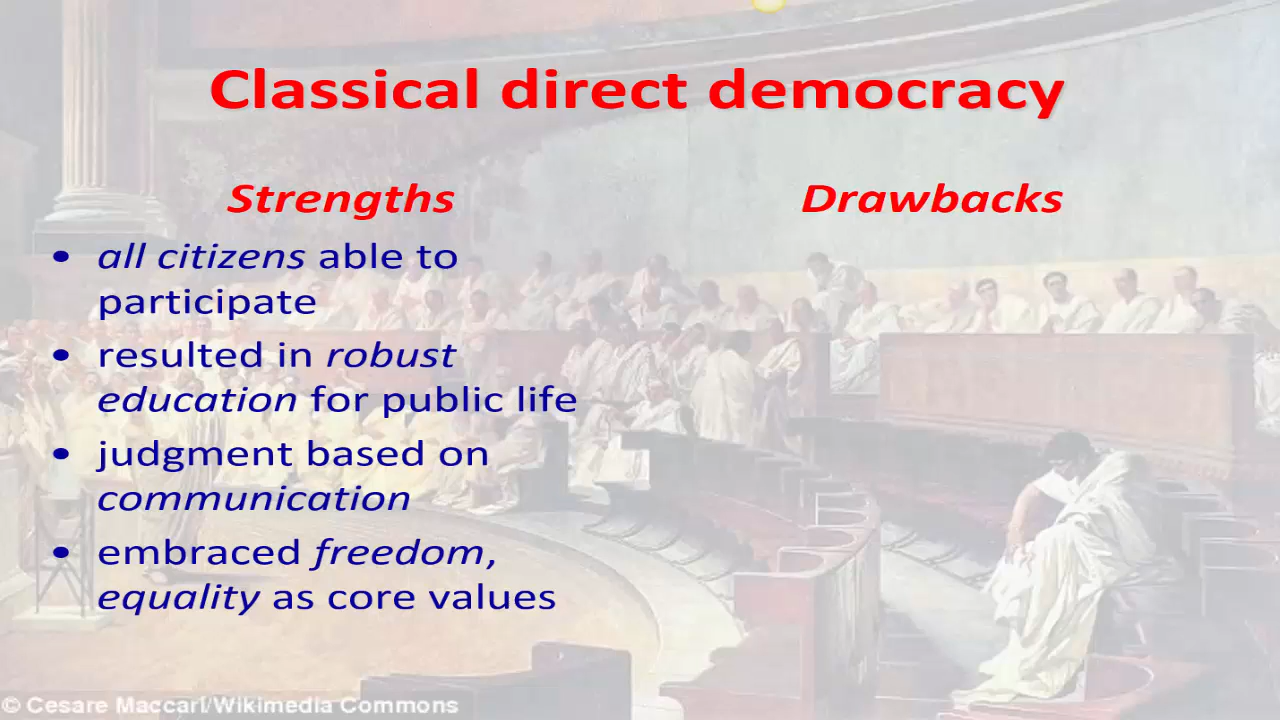 Classical direct democracy
Strengths
• all citizens able to
participate
• resulted in robust
education for public life
• judgment based on
communication
• embraced freedom,
equality as core values
Drawbacks
© Cesare Maccari/Wikimedia Commons